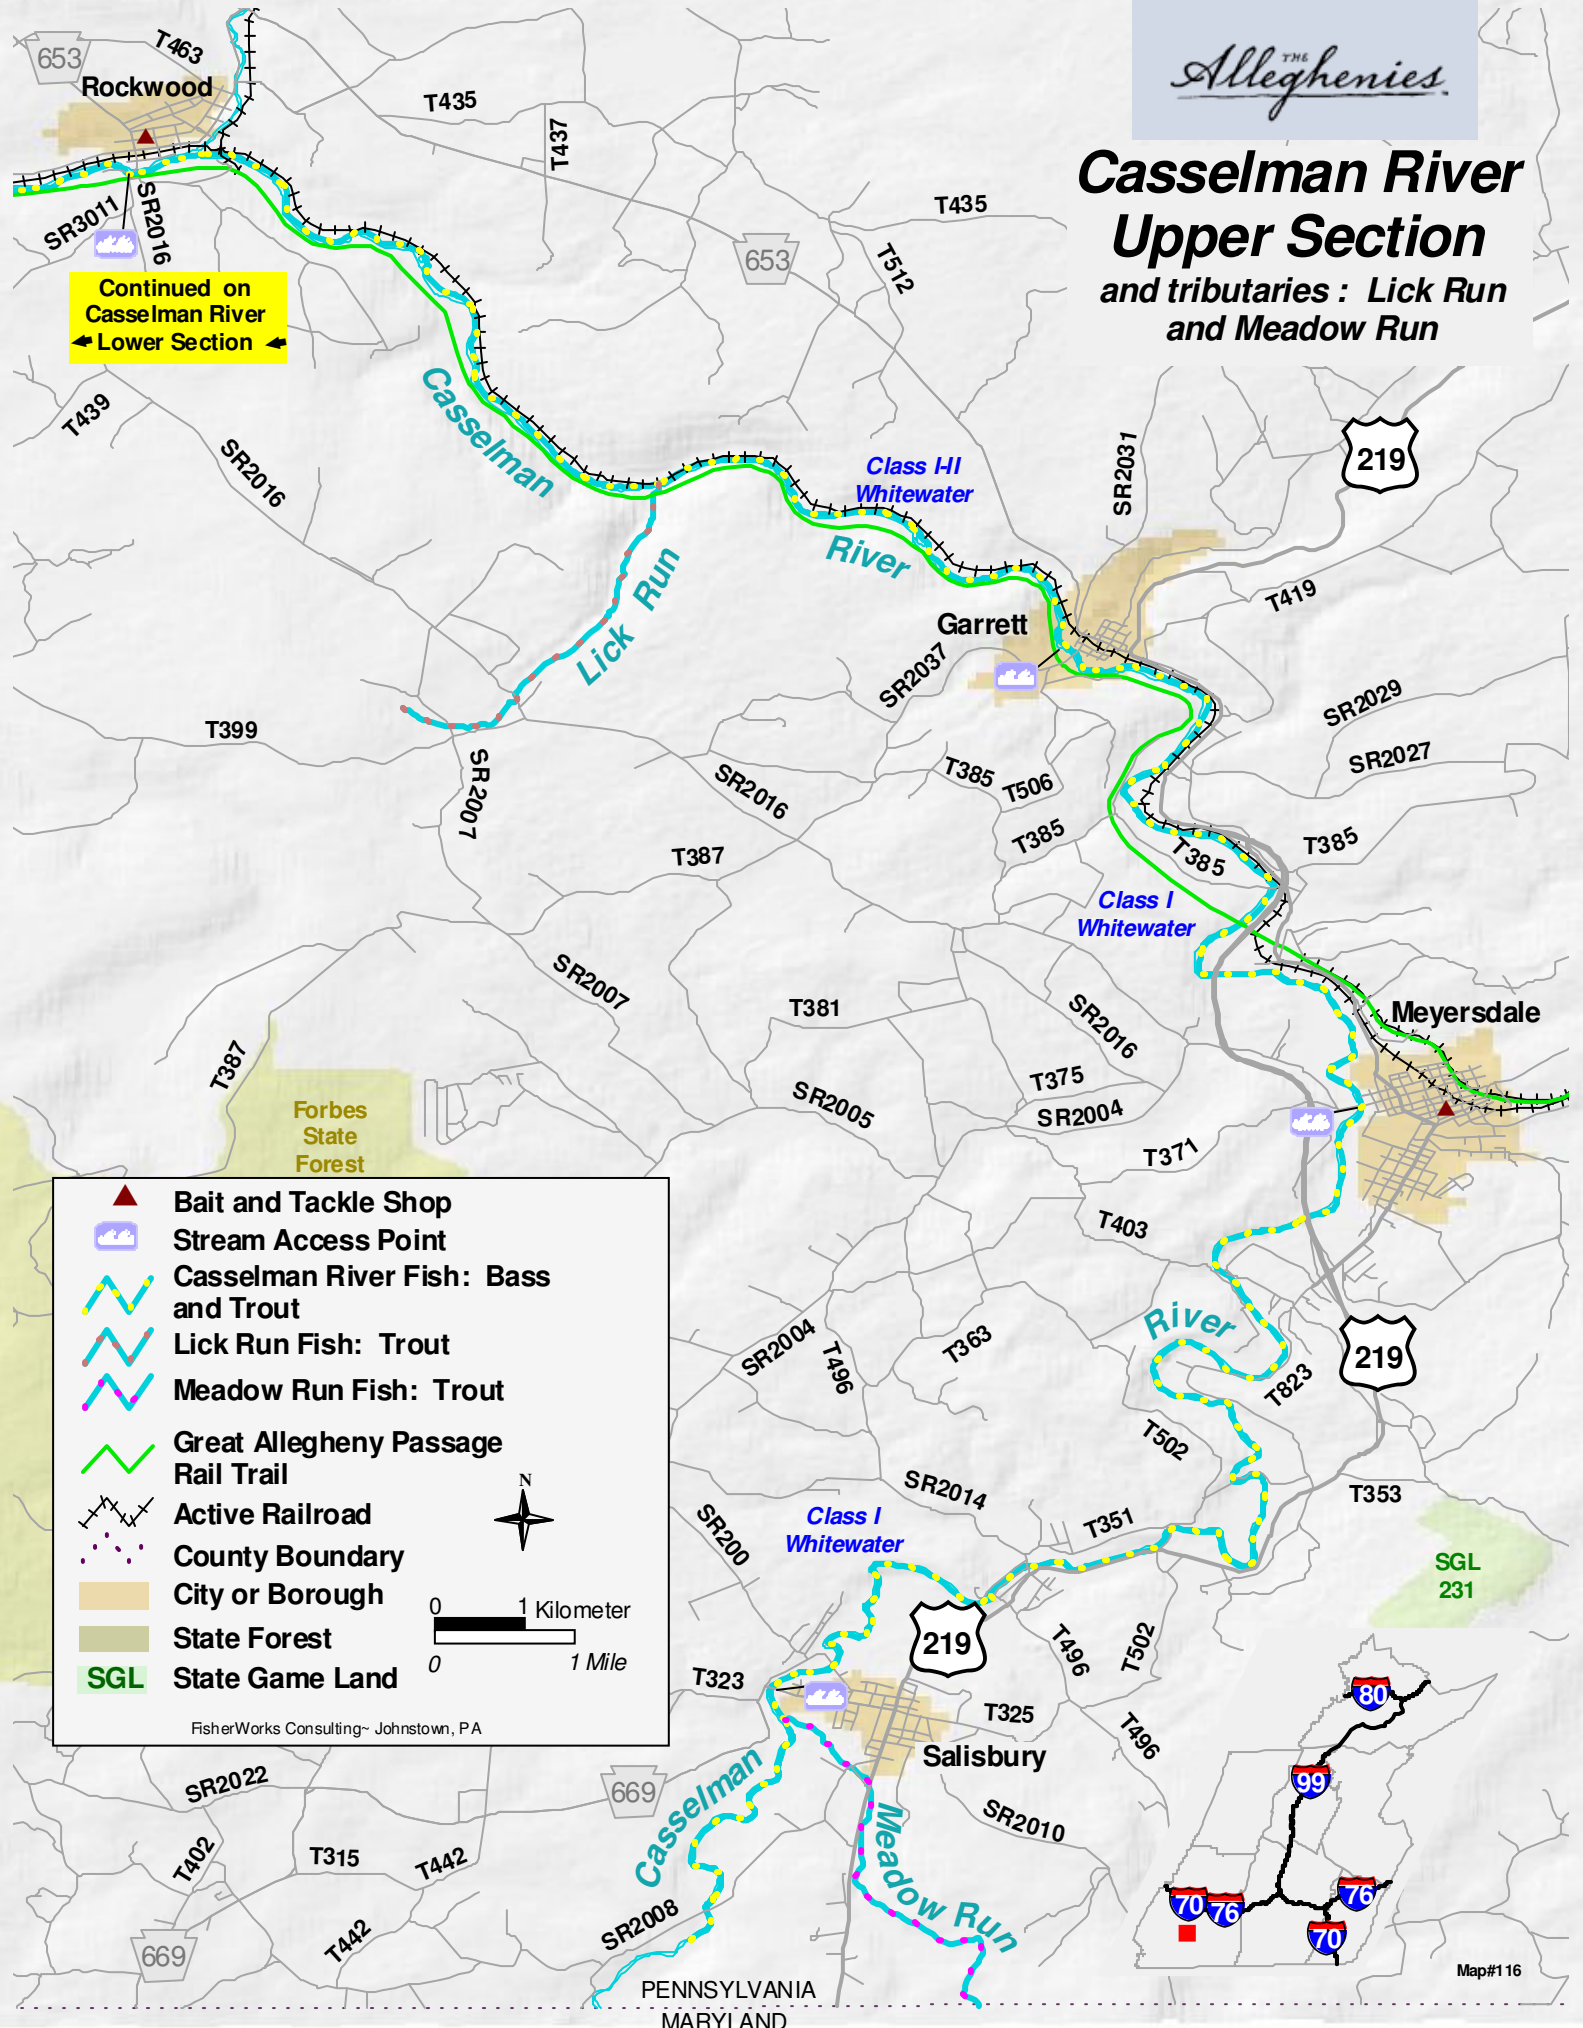 THE
Alleghenies
Casselman River
Upper Section
and tributaries : Lick Run
and Meadow Run
653
T463
Rockwood
T435
T437
T435
653
T512
SR3011
SR2016
Continued on
Casselman River
Lower Section
T439
SR2016
Casselman
River
Class I-II
Whitewater
SR2031
219
T419
Lick Run
Garrett
SR2037
SR2029
SR2027
T399
SR2007
SR2016
T385
T506
T385
T385
T385
T387
Class I
Whitewater
SR2007
T381
SR2016
Meyersdale
T387
T375
SR2005
SR2004
T371
Forbes
State
Forest
T403
River
219
SR2004
T496
T363
T823
T502
SR2014
T353
T351
SR200
Class I
Whitewater
SGL
231
219
T496
T502
T323
T325
T496
Salisbury
Bait and Tackle Shop
Stream Access Point
Casselman River Fish: Bass
and Trout
Lick Run Fish: Trout
Meadow Run Fish: Trout
Great Allegheny Passage
Rail Trail
N
Active Railroad
County Boundary
City or Borough
0 1 Kilometer
State Forest
0 1 Mile
SGL State Game Land
FisherWorks Consulting~ Johnstown, PA
SR2022
669
Casselman
Meadow Run
SR2010
T402
T315
T442
T442
669
SR2008
80
99
70
76
76
70
Map#116
PENNSYLVANIA
MARYLAND